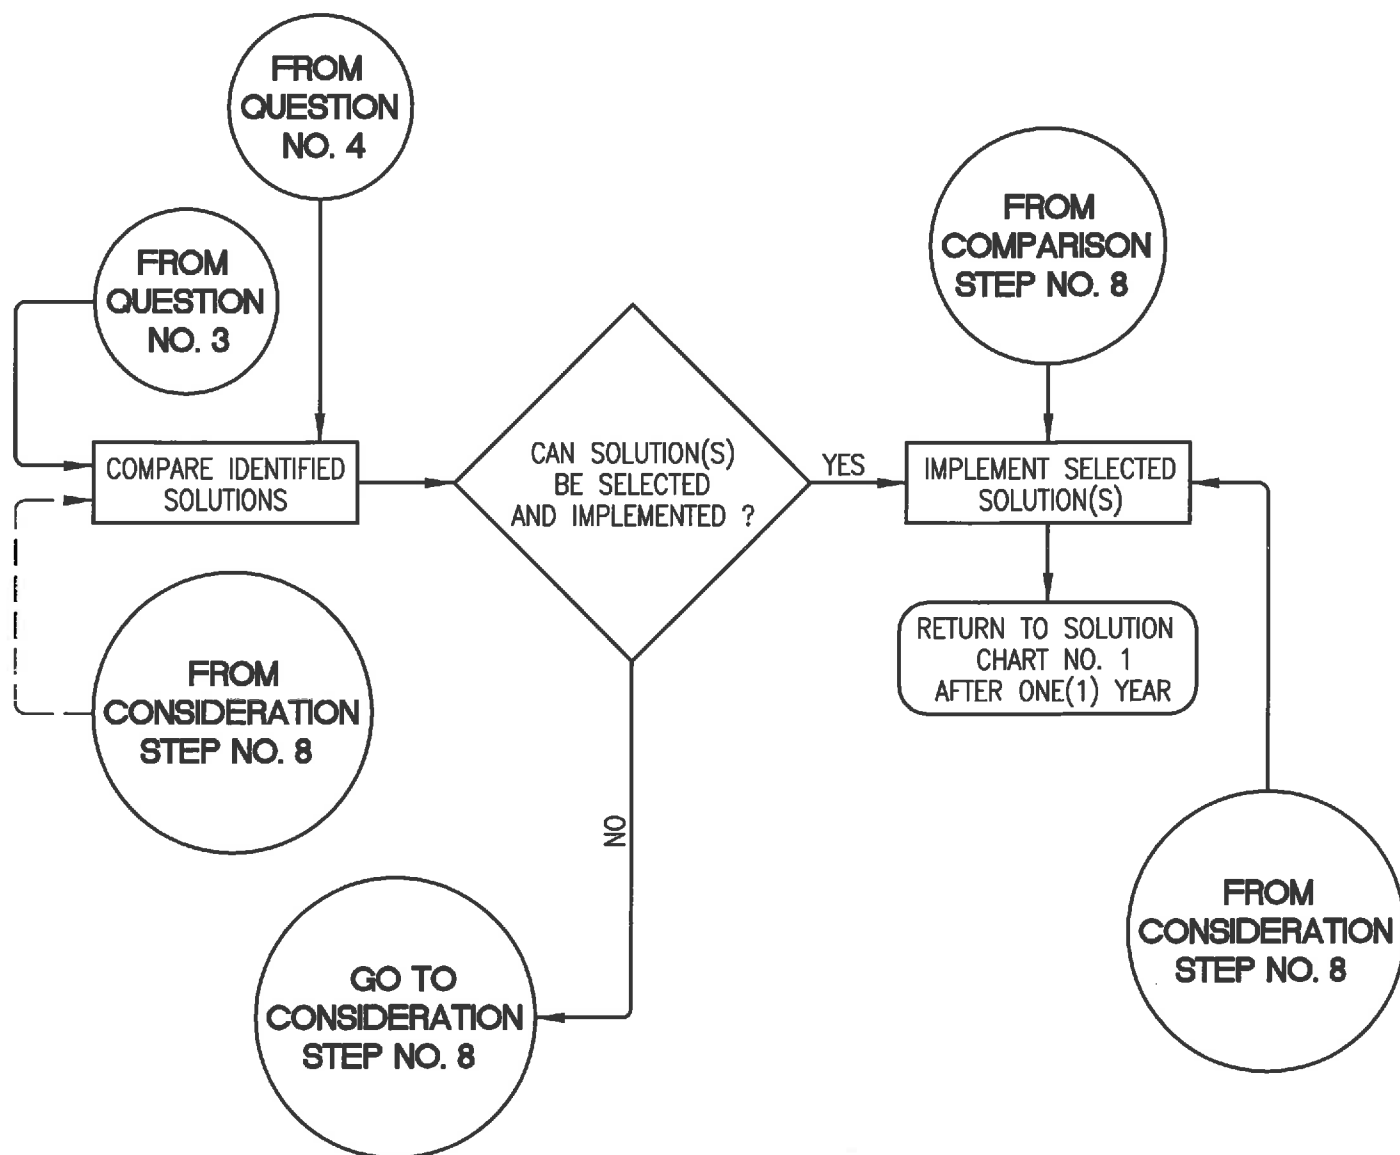 FROM
QUESTION
NO. 4
FROM
QUESTION
NO. 3
FROM
COMPARISON
STEP NO. 8
COMPARE IDENTIFIED
SOLUTIONS
CAN SOLUTION(S)
BE SELECTED
AND IMPLEMENTED ?
YES
IMPLEMENT SELECTED
SOLUTION(S)
RETURN TO SOLUTION
CHART NO. 1
AFTER ONE(1) YEAR
FROM
CONSIDERATION
STEP NO. 8
NO
GO TO
CONSIDERATION
STEP NO. 8
FROM
CONSIDERATION
STEP NO. 8